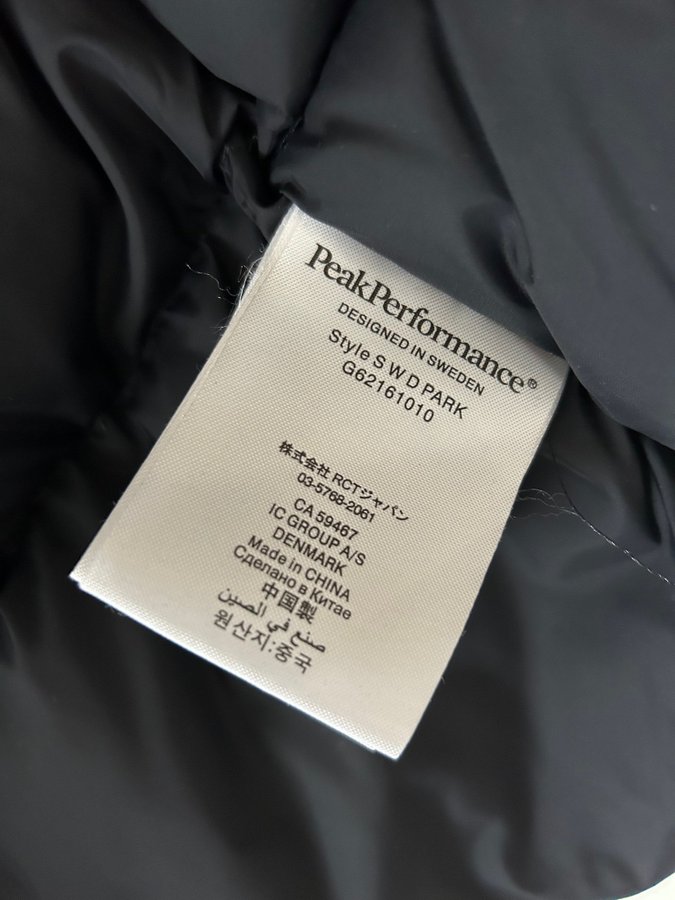 PeakPerformance®
DESIGNED IN SWEDEN
Style S W D PARK
G62161010
株式会社 RCTジャパン
03-5768-2061
CA 59467
IC GROUP A/S
DENMARK
Made in CHINA
Сделано в Китае
中国製
صنع في الصين
원산지:중국